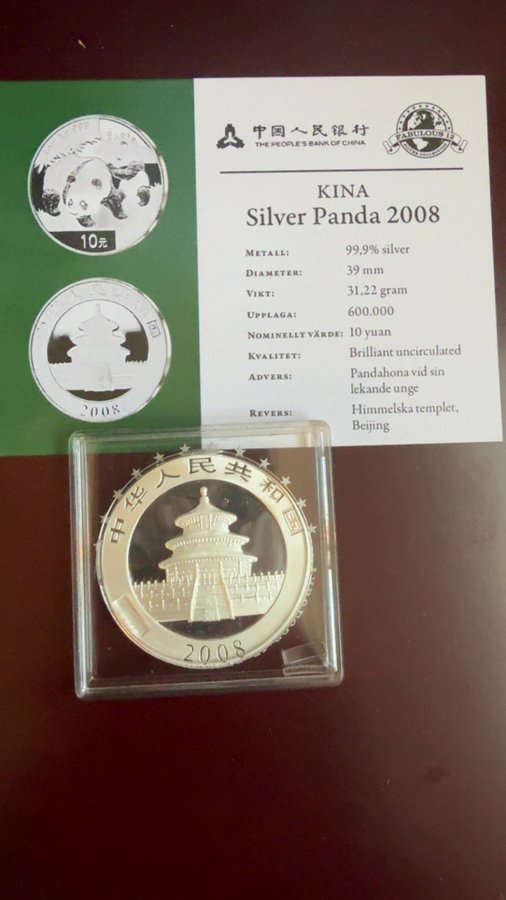 中国人民银行
THE PEOPLE'S BANK OF CHINA
FABULOUS 12
SILVER COLLECTION
KINA
Silver Panda 2008
METALL: 99,9% silver
DIAMETER: 39 mm
VIKT: 31,22 gram
UPPLAGA: 600.000
NOMINELLT VÄRDE: 10 yuan
KVALITET: Brilliant uncirculated
ADVERS: Pandahona vid sin
lekande unge
REVERS: Himmelska templet,
Beijing
10元
2008
中华人民共和国
2008